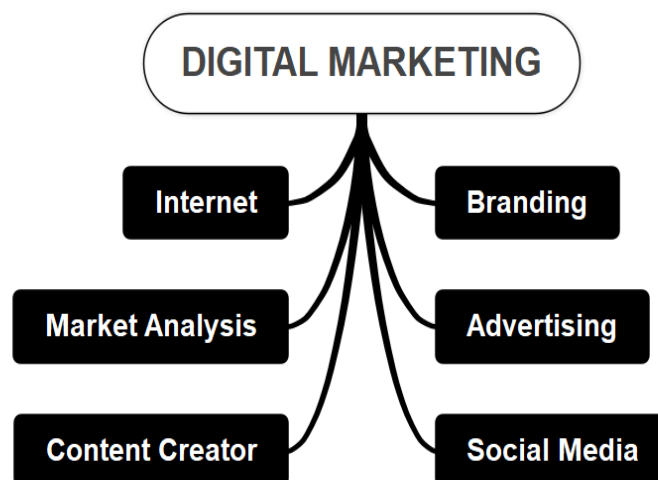 DIGITAL MARKETING
Internet
Branding
Market Analysis
Advertising
Content Creator
Social Media